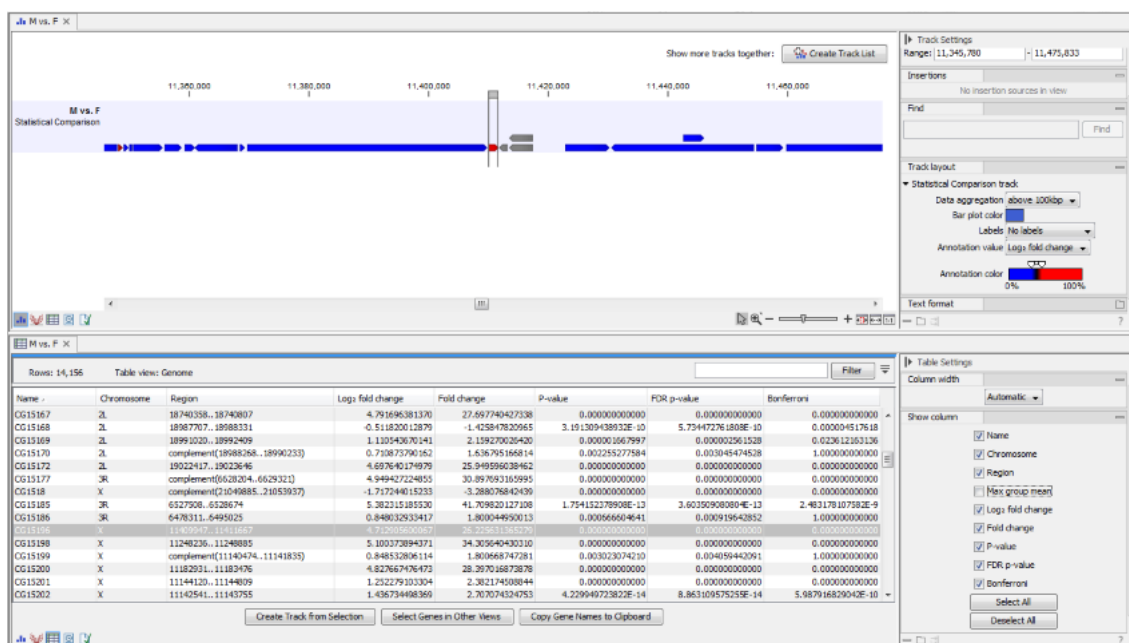 M vs. F
Track Settings
Range: 11,345,780 - 11,475,833
Show more tracks together: Create Track List
Insertions
No insertion sources in view
11,360,000 11,380,000 11,400,000 11,420,000 11,440,000 11,460,000
Find
M vs. F
Statistical Comparison
Find
Track layout
Statistical Comparison track
Data aggregation above 100kbp
Bar plot color
Labels No labels
Annotation value Log₂ fold change
Annotation color
0% 100%
Text format
M vs. F
Rows: 14,156 Table view: Genome Filter
Table Settings
Column width
Automatic
Name Chromosome Region Log₂ fold change Fold change P-value FDR p-value Bonferroni
CG15167 2L 18740358..18740807 4.791696381370 27.697740427338 0.000000000000 0.000000000000 0.000000000000
CG15168 2L 18987707..18988331 -0.511820012879 -1.425847820965 3.191309438932E-10 5.734472761808E-10 0.000004517618
CG15169 2L 18991020..18992409 1.110543670141 2.159270026420 0.000001667997 0.000002561528 0.023612163136
CG15170 2L complement(18988268..18990233) 0.710873790162 1.636795166814 0.002255277584 0.003045474528 1.000000000000
CG15172 2L 19022417..19023646 4.697640174979 25.949596038462 0.000000000000 0.000000000000 0.000000000000
CG15177 3R complement(6628204..6629321) 4.949427224855 30.897693165995 0.000000000000 0.000000000000 0.000000000000
CG1518 X complement(21049885..21053937) -1.717244015233 -3.288076842439 0.000000000000 0.000000000000 0.000000000000
CG15185 3R 6527508..6528674 5.382315185530 41.709820127108 1.754152378908E-13 3.603509080804E-13 2.483178107582E-9
CG15186 3R 6478311..6495025 0.848032933417 1.800044950013 0.000666604641 0.000919642852 1.000000000000
CG15196 X 11409947..11411667 4.712905600067 26.225631365279 0.000000000000 0.000000000000 0.000000000000
CG15198 X 11248236..11248885 5.100373894371 34.305640430310 0.000000000000 0.000000000000 0.000000000000
CG15199 X complement(11140474..11141835) 0.848532806114 1.800668747281 0.003023074210 0.004059442091 1.000000000000
CG15200 X 11182931..11183476 4.827667476473 28.397016873878 0.000000000000 0.000000000000 0.000000000000
CG15201 X 11144120..11144809 1.252279103304 2.382174508844 0.000000000000 0.000000000000 0.000000000000
CG15202 X 11142541..11143755 1.436734498369 2.707074324753 4.229949723822E-14 8.863109575255E-14 5.987916829042E-10
Show column
Name
Chromosome
Region
Max group mean
Log₂ fold change
Fold change
P-value
FDR p-value
Bonferroni
Select All
Deselect All
Create Track from Selection Select Genes in Other Views Copy Gene Names to Clipboard